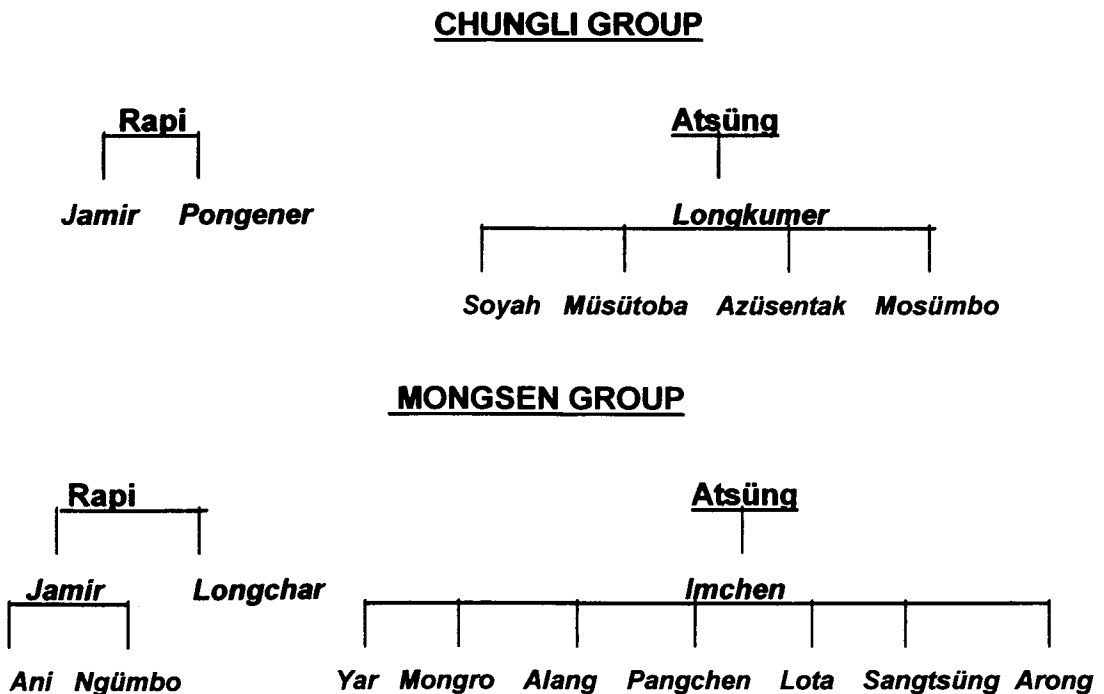 CHUNGLI GROUP
Rapi Atsüng
Jamir Pongener Longkumer
Soyah Müsütoba Azüsentak Mosümbo
MONGSEN GROUP
Rapi Atsüng
Jamir Longchar Imchen
Ani Ngümbo Yar Mongro Alang Pangchen Lota Sangtsüng Arong